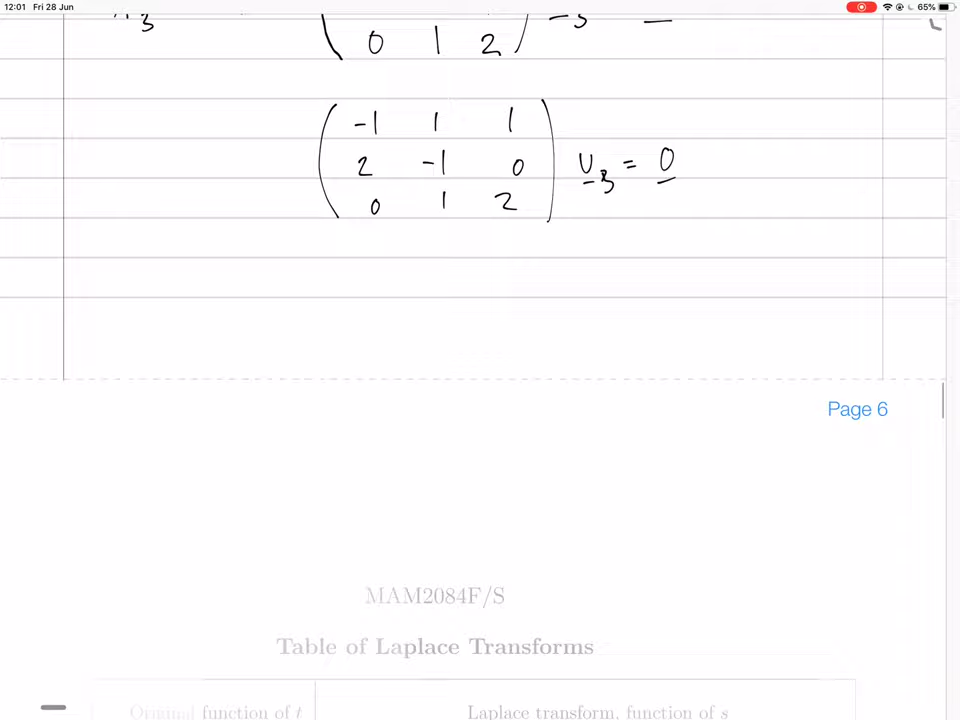 12:01 Fri 28 Jun 65%
3
0 1 2
-1 1 1
2 -1 0 u3 = 0
0 1 2
Page 6
MAM2084F/S
Table of Laplace Transforms
Original function of t Laplace transform, function of s